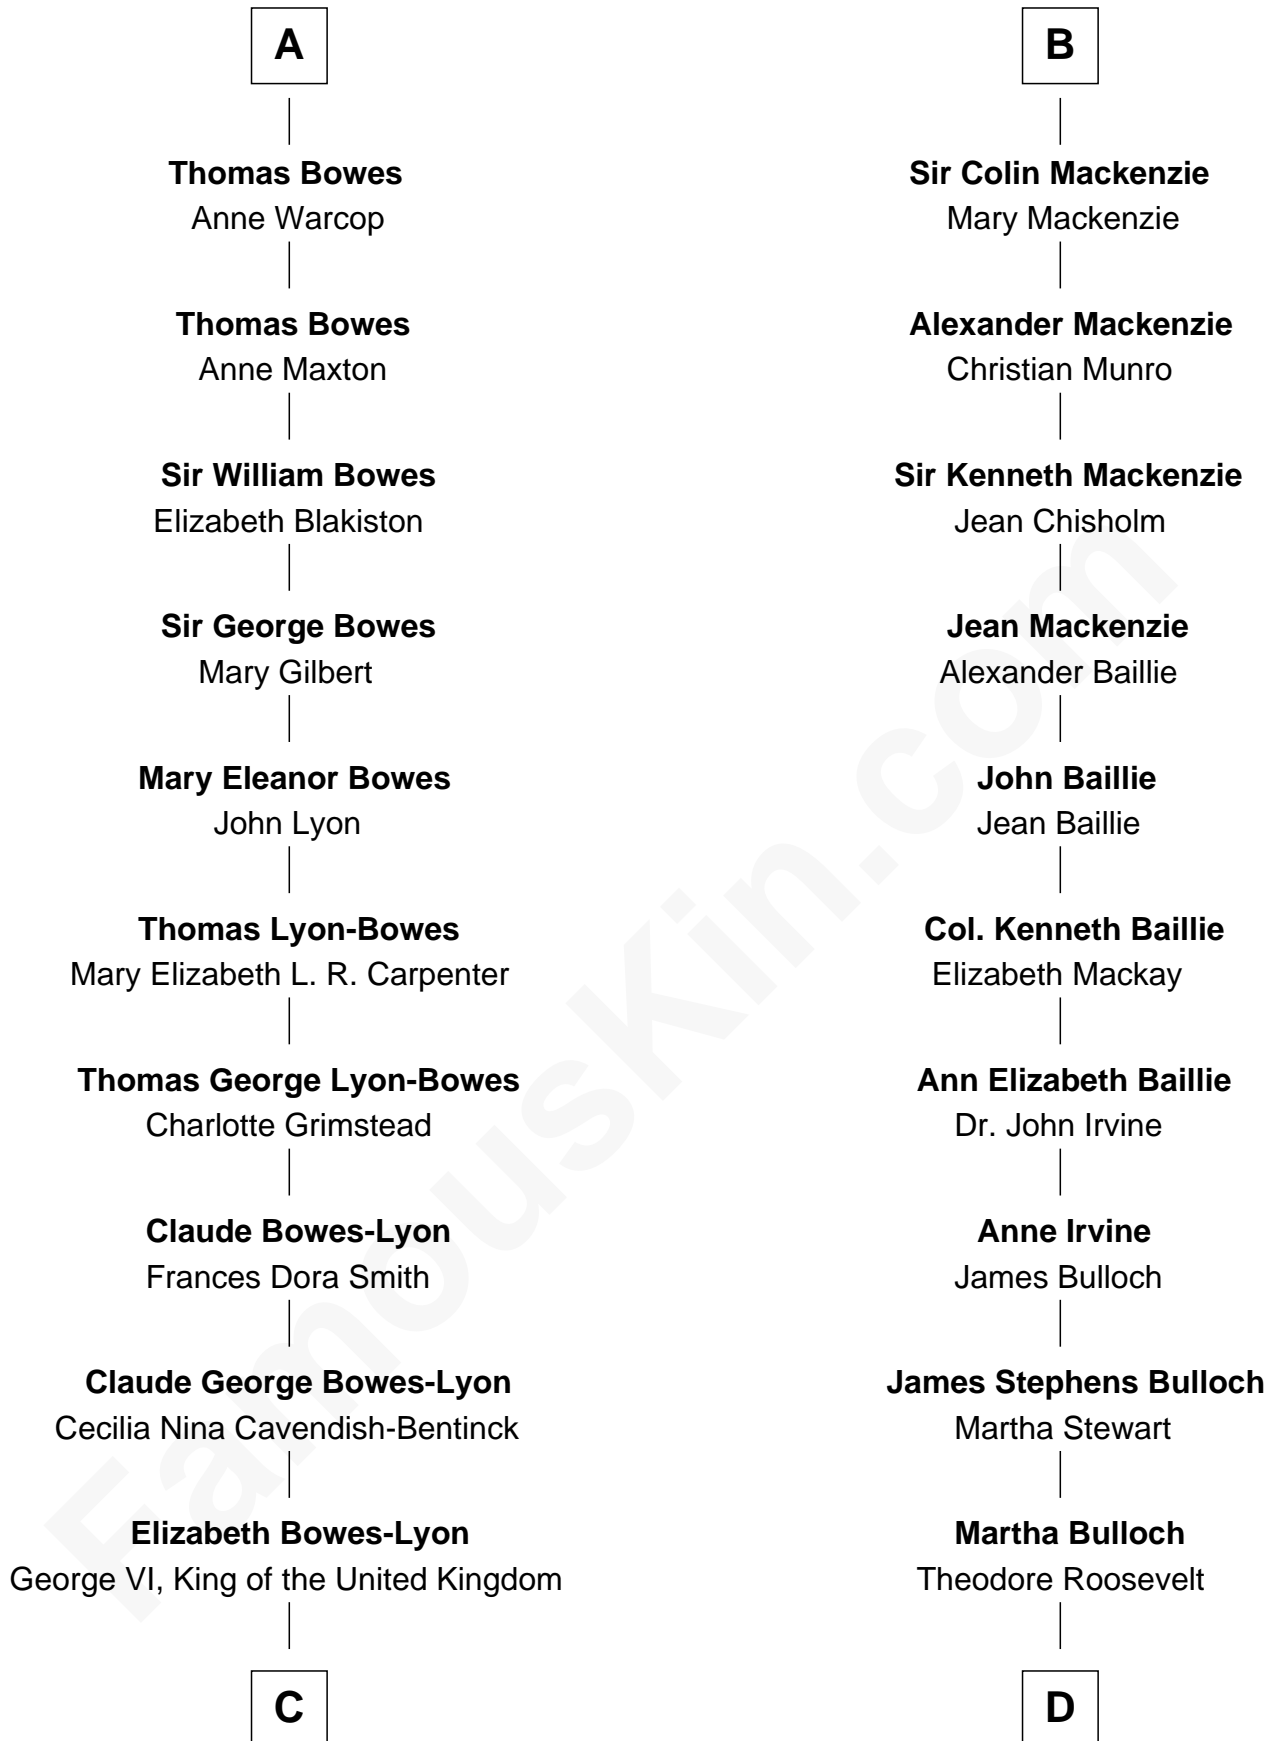 A
Thomas Bowes
Anne Warcop
Thomas Bowes
Anne Maxton
Sir William Bowes
Elizabeth Blakiston
Sir George Bowes
Mary Gilbert
Mary Eleanor Bowes
John Lyon
Thomas Lyon-Bowes
Mary Elizabeth L. R. Carpenter
Thomas George Lyon-Bowes
Charlotte Grimstead
Claude Bowes-Lyon
Frances Dora Smith
Claude George Bowes-Lyon
Cecilia Nina Cavendish-Bentinck
Elizabeth Bowes-Lyon
George VI, King of the United Kingdom
C
B
Sir Colin Mackenzie
Mary Mackenzie
Alexander Mackenzie
Christian Munro
Sir Kenneth Mackenzie
Jean Chisholm
Jean Mackenzie
Alexander Baillie
John Baillie
Jean Baillie
Col. Kenneth Baillie
Elizabeth Mackay
Ann Elizabeth Baillie
Dr. John Irvine
Anne Irvine
James Bulloch
James Stephens Bulloch
Martha Stewart
Martha Bulloch
Theodore Roosevelt
D
FamousKin.com